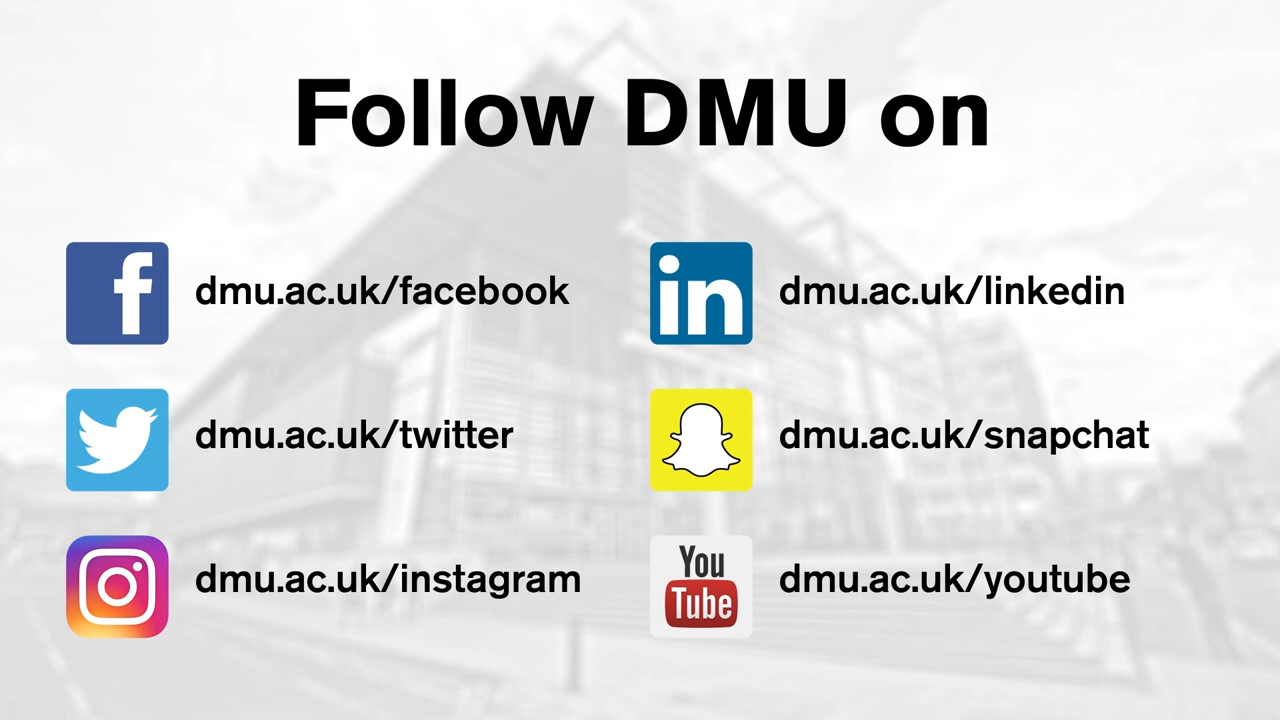 Follow DMU on
f dmu.ac.uk/facebook
in dmu.ac.uk/linkedin
dmu.ac.uk/twitter
dmu.ac.uk/snapchat
dmu.ac.uk/instagram
You
Tube
dmu.ac.uk/youtube